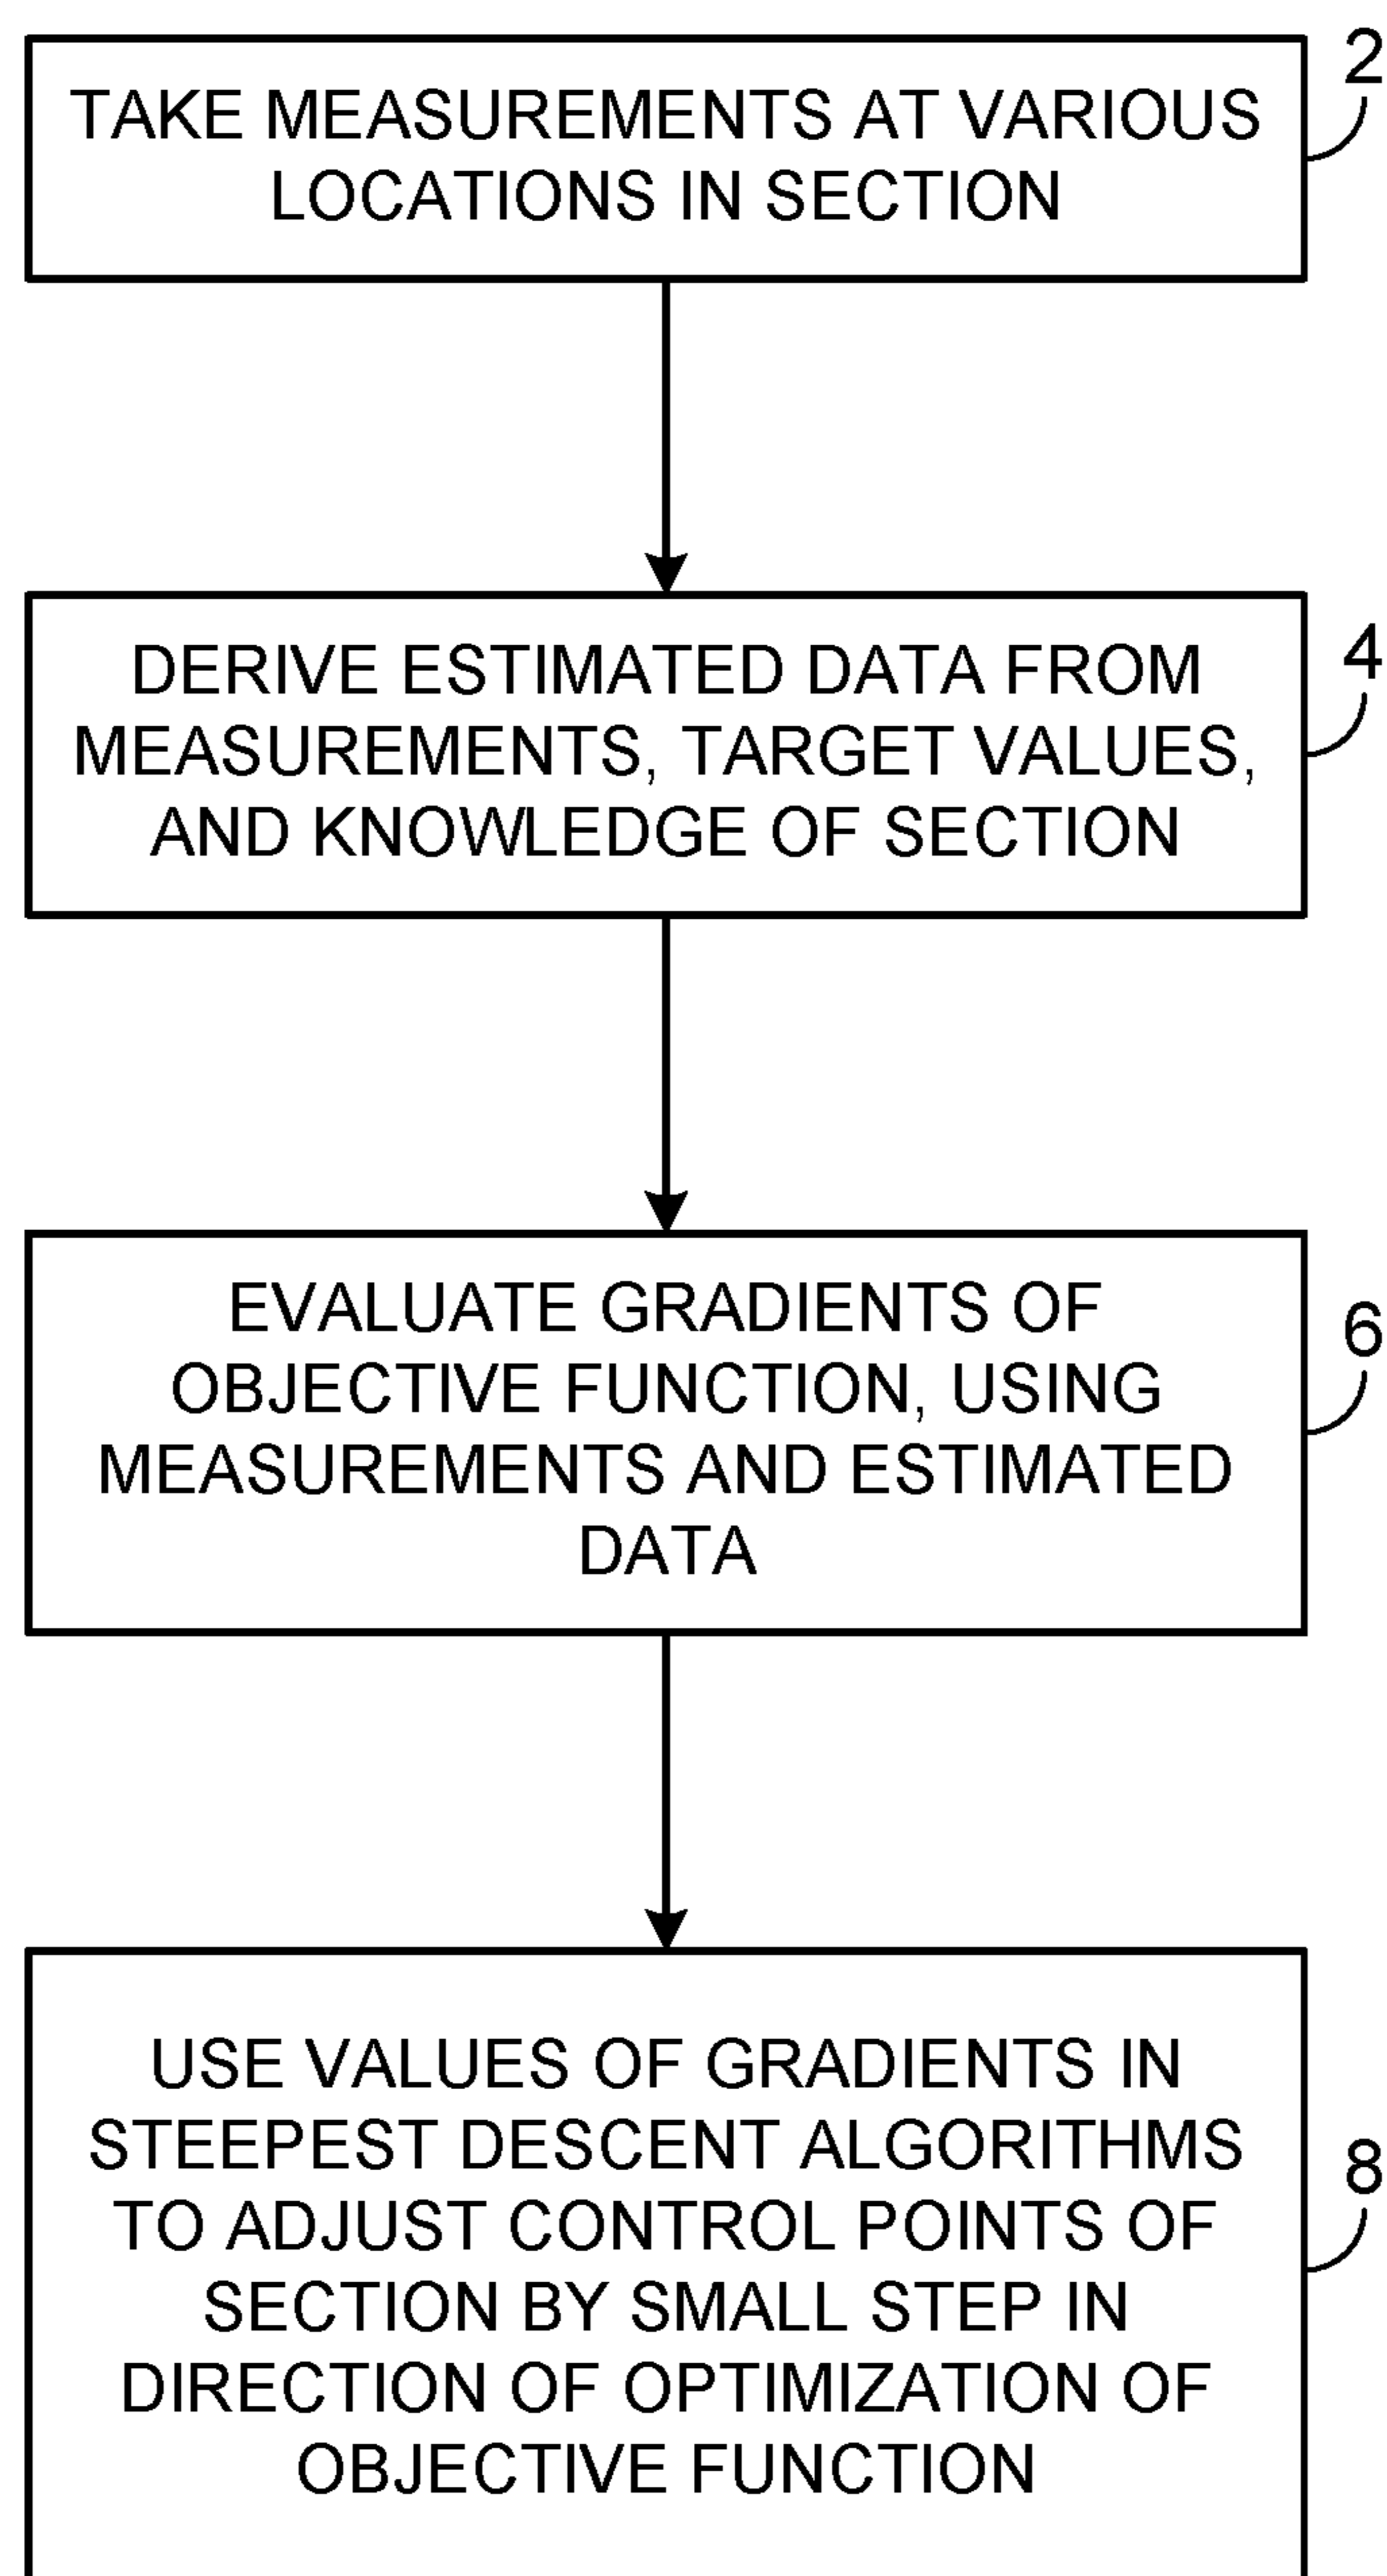 2
TAKE MEASUREMENTS AT VARIOUS
LOCATIONS IN SECTION
4
DERIVE ESTIMATED DATA FROM
MEASUREMENTS, TARGET VALUES,
AND KNOWLEDGE OF SECTION
6
EVALUATE GRADIENTS OF
OBJECTIVE FUNCTION, USING
MEASUREMENTS AND ESTIMATED
DATA
8
USE VALUES OF GRADIENTS IN
STEEPEST DESCENT ALGORITHMS
TO ADJUST CONTROL POINTS OF
SECTION BY SMALL STEP IN
DIRECTION OF OPTIMIZATION OF
OBJECTIVE FUNCTION